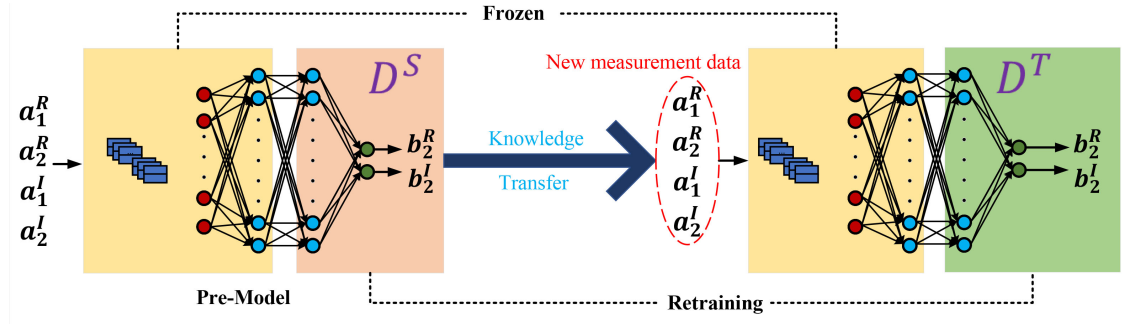 Frozen
D^S
D^T
New measurement data
a_1^R
a_2^R
a_1^I
a_2^I
b_2^R
b_2^I
Knowledge
Transfer
a_1^R
a_2^R
a_1^I
a_2^I
b_2^R
b_2^I
Pre-Model
Retraining